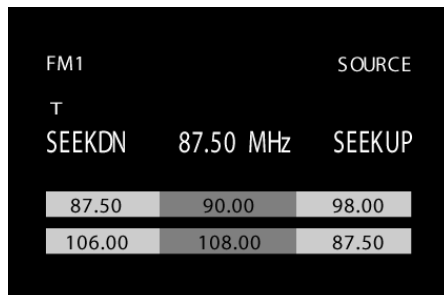 FM1 SOURCE
T
SEEKDN 87.50 MHz SEEKUP
87.50 90.00 98.00
106.00 108.00 87.50